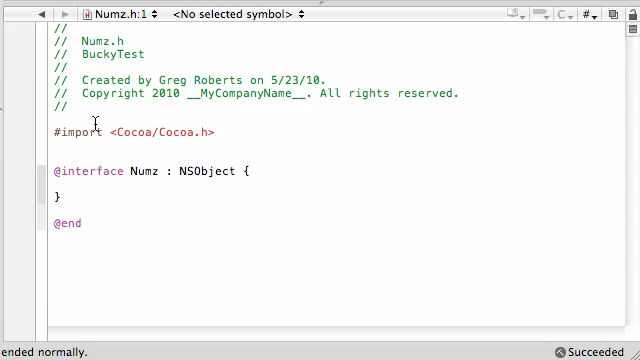 Numz.h:1 <No selected symbol> C #
//
// Numz.h
// BuckyTest
//
// Created by Greg Roberts on 5/23/10.
// Copyright 2010 __MyCompanyName__. All rights reserved.
//
#import <Cocoa/Cocoa.h>
@interface Numz : NSObject {
}
@end
ended normally. Succeeded